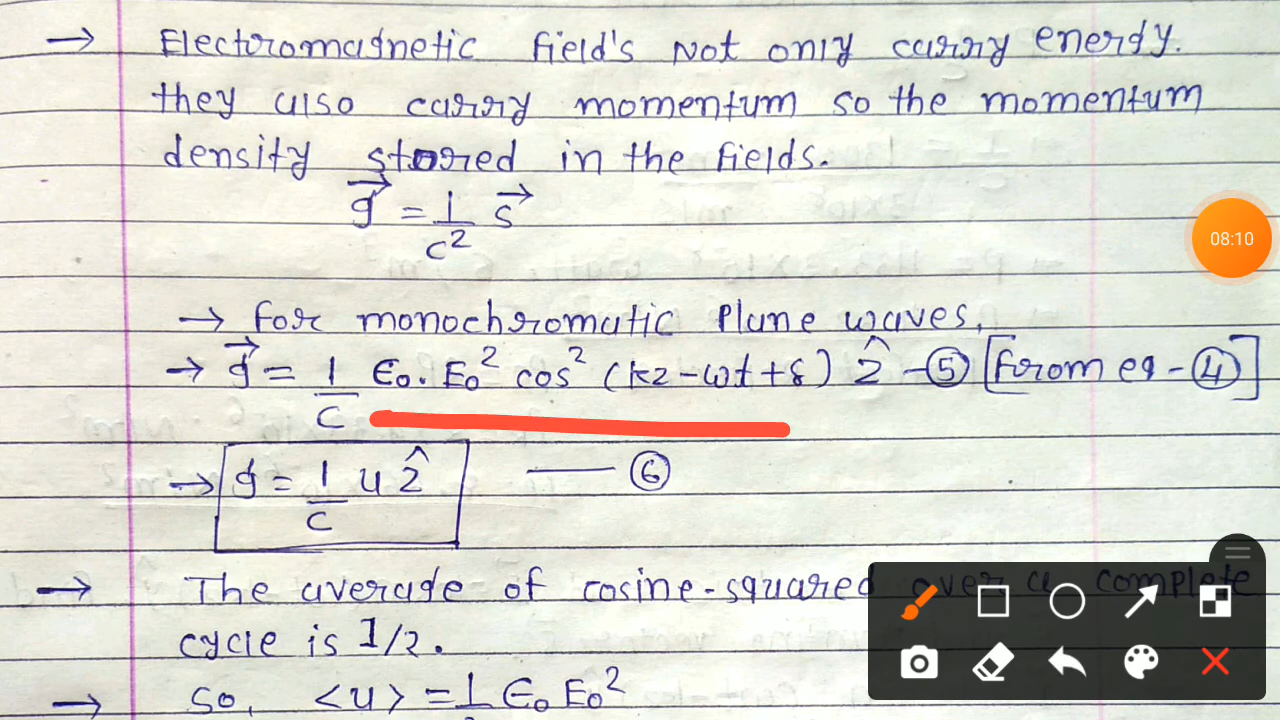 → Electromagnetic field's Not only carry energy.
they also carry momentum so the momentum
density stored in the fields.
g⃗ = 1/c² s⃗
08:10
→ for monochromatic Plane waves,
→ g⃗ = 1/c ε₀. E₀² cos² (kz-ωt+δ) ẑ -⑤ [from eq-④]
→ g = 1/c u ẑ —— ⑥
→ The average of cosine-squared over a complete
cycle is 1/2.
→ So, <u> = 1/2 ε₀ E₀²